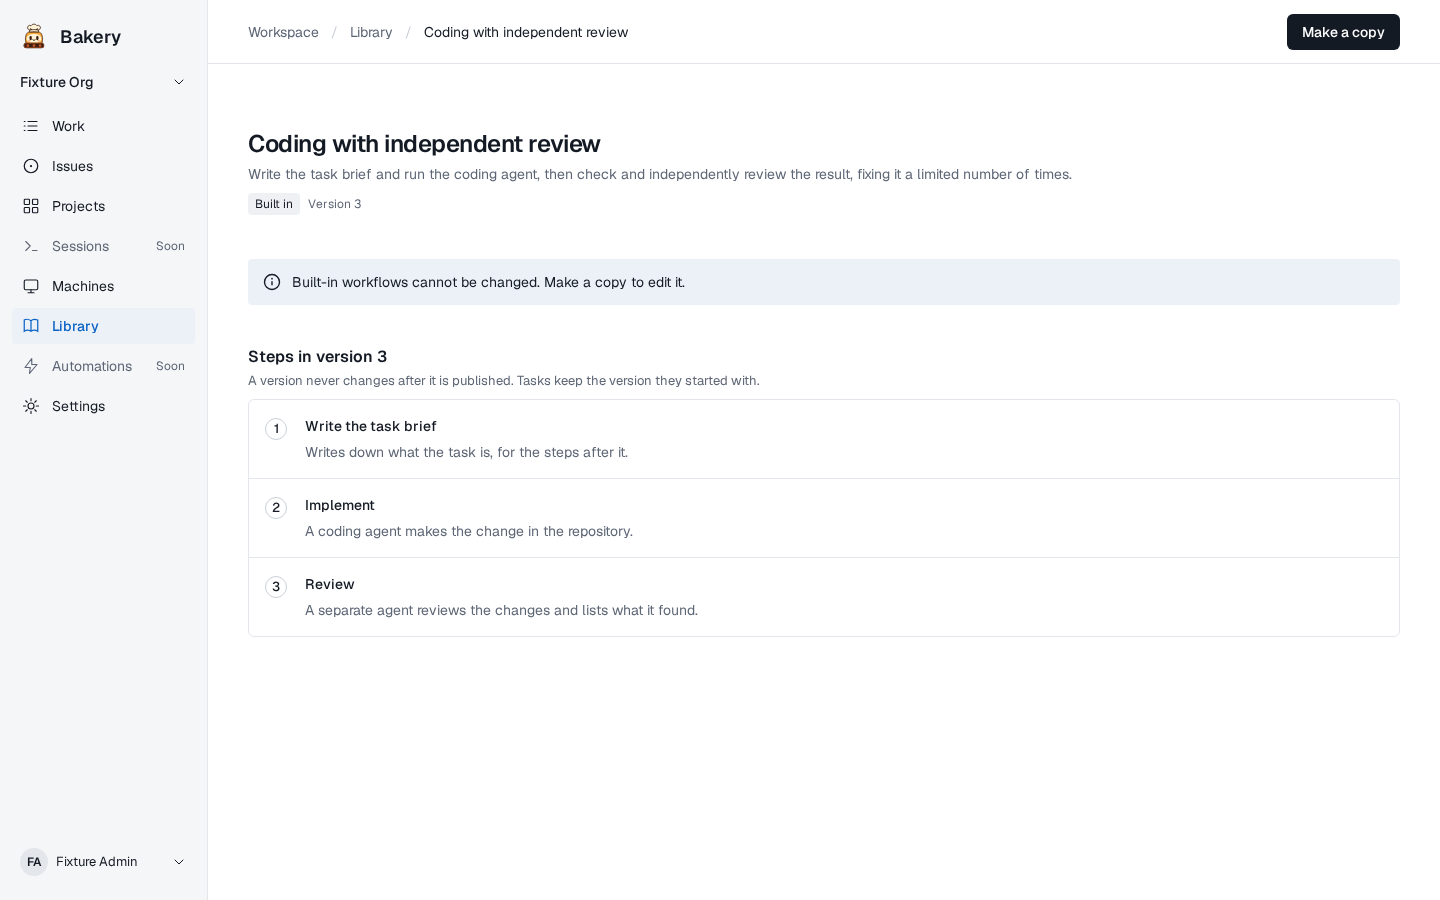 Bakery
Fixture Org
Work
Issues
Projects
Sessions Soon
Machines
Library
Automations Soon
Settings
FA Fixture Admin
Workspace / Library / Coding with independent review
Make a copy
Coding with independent review
Write the task brief and run the coding agent, then check and independently review the result, fixing it a limited number of times.
Built in Version 3
Built-in workflows cannot be changed. Make a copy to edit it.
Steps in version 3
A version never changes after it is published. Tasks keep the version they started with.
1 Write the task brief
Writes down what the task is, for the steps after it.
2 Implement
A coding agent makes the change in the repository.
3 Review
A separate agent reviews the changes and lists what it found.